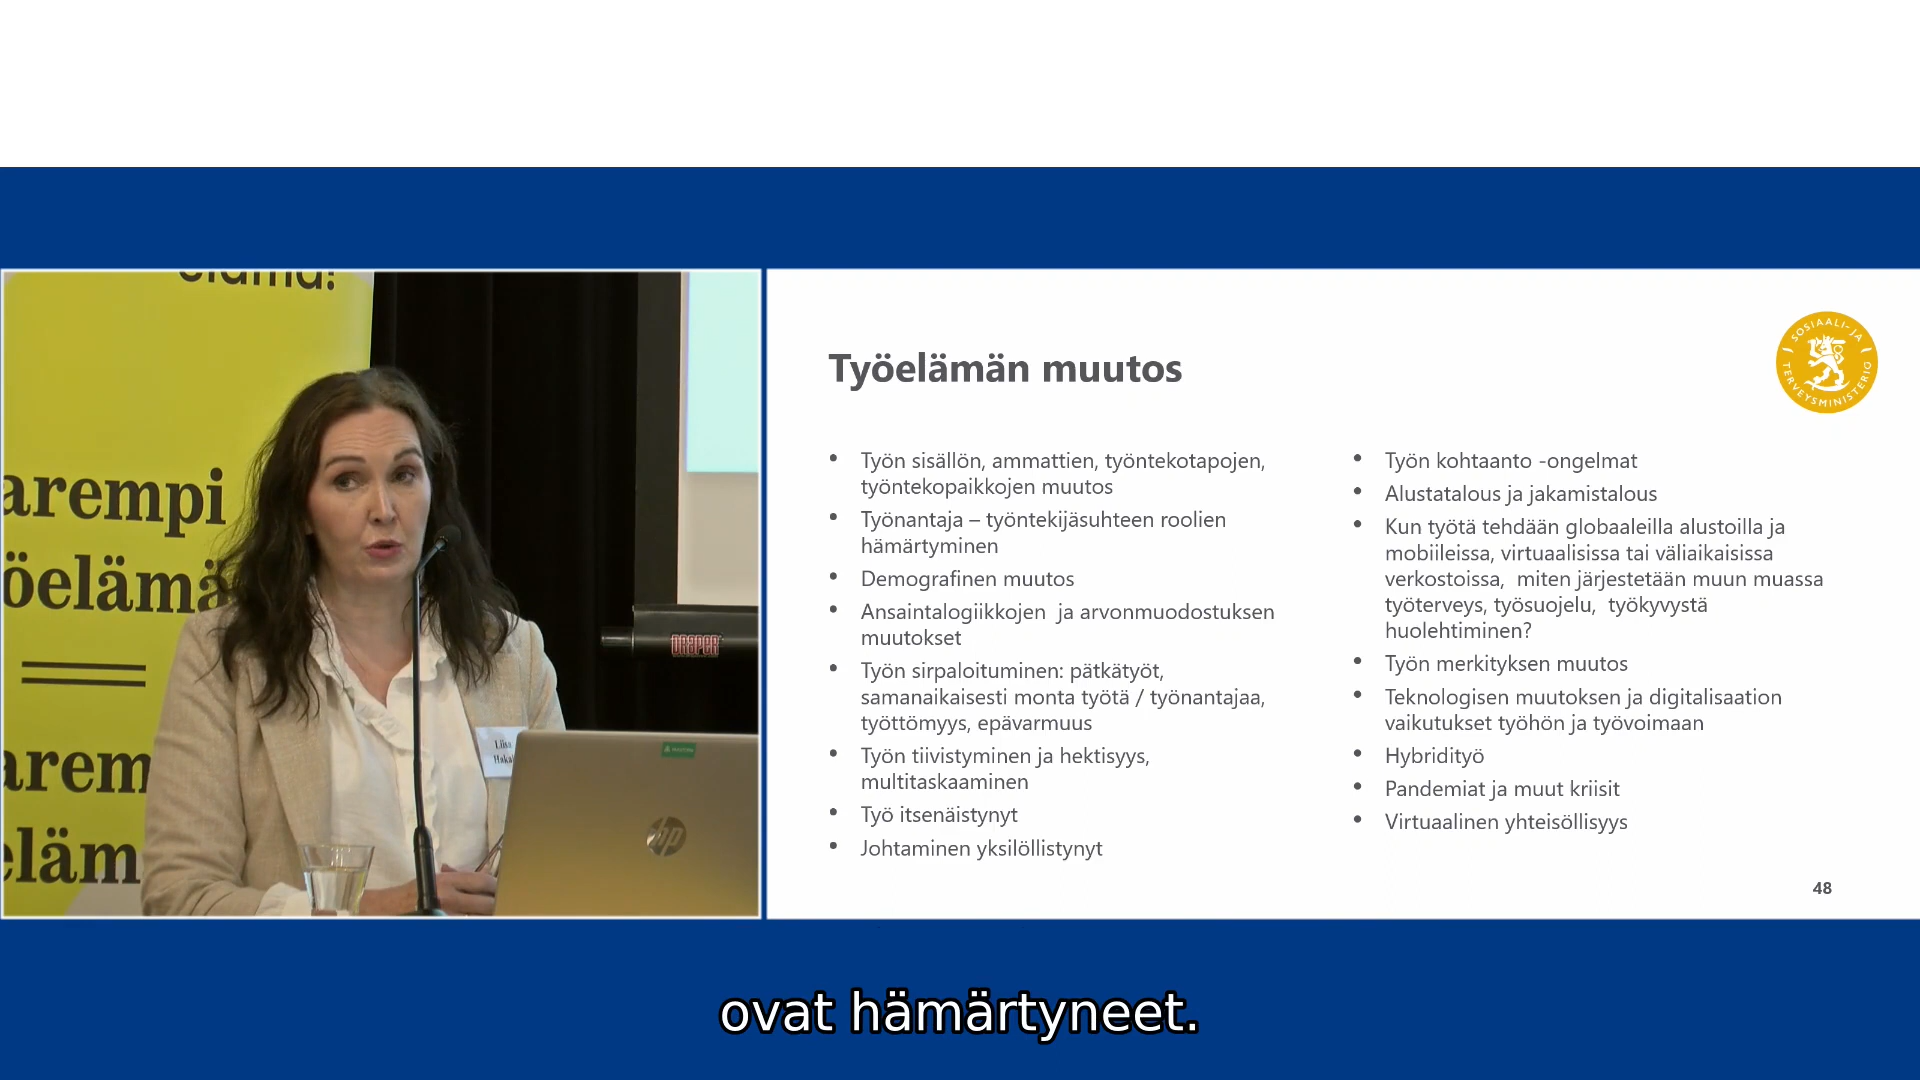 elämä!
arempi
öelämä
arem
eläm
DRAPER
Liisa
Haka
hp
Työelämän muutos
SOSIAALI- JA
TERVEYSMINISTERIÖ
• Työn sisällön, ammattien, työntekotapojen,
työntekopaikkojen muutos
• Työnantaja – työntekijäsuhteen roolien
hämärtyminen
• Demografinen muutos
• Ansaintalogiikkojen ja arvonmuodostuksen
muutokset
• Työn sirpaloituminen: pätkätyöt,
samanaikaisesti monta työtä / työnantajaa,
työttömyys, epävarmuus
• Työn tiivistyminen ja hektisyys,
multitaskaaminen
• Työ itsenäistynyt
• Johtaminen yksilöllistynyt
• Työn kohtaanto -ongelmat
• Alustatalous ja jakamistalous
• Kun työtä tehdään globaaleilla alustoilla ja
mobiileissa, virtuaalisissa tai väliaikaisissa
verkostoissa, miten järjestetään muun muassa
työterveys, työsuojelu, työkyvystä
huolehtiminen?
• Työn merkityksen muutos
• Teknologisen muutoksen ja digitalisaation
vaikutukset työhön ja työvoimaan
• Hybridityö
• Pandemiat ja muut kriisit
• Virtuaalinen yhteisöllisyys
48
ovat hämärtyneet.